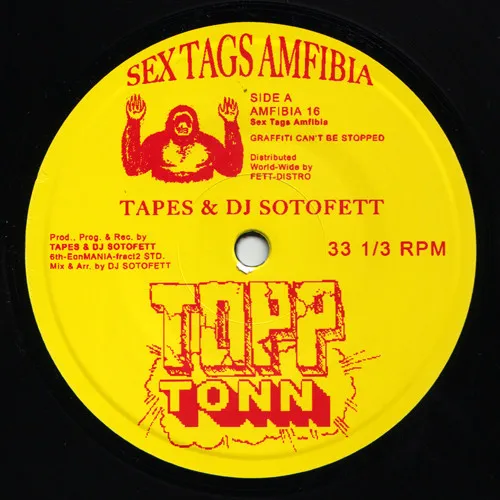 SEX TAGS AMFIBIA
SIDE A
AMFIBIA 16
Sex Tags Amfibia
GRAFFITI CAN'T BE STOPPED
Distributed
World-Wide by
FETT-DISTRO
TAPES & DJ SOTOFETT
Prod., Prog. & Rec. by
TAPES & DJ SOTOFETT
6th-EonMANIA-fract2 STD.
Mix & Arr. by DJ SOTOFETT
33 1/3 RPM
TOPP
TONN